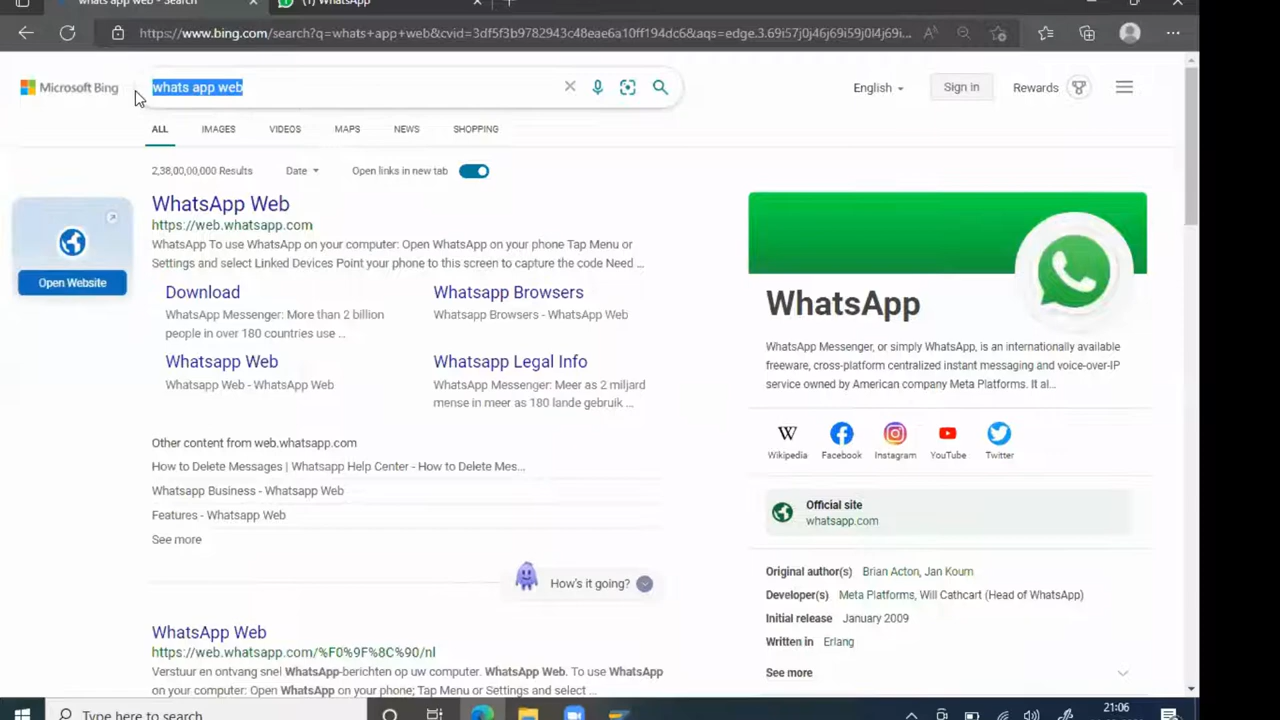 whats app web - Search
(1) WhatsApp
https://www.bing.com/search?q=whats+app+web&cvid=3df5f3b9782943c48eae6a10ff194dc6&aqs=edge.3.69i57j0j46j69i59j0l4j69i...
Microsoft Bing
whats app web
English
Sign in
Rewards
ALL
IMAGES
VIDEOS
MAPS
NEWS
SHOPPING
2,38,00,00,000 Results
Date
Open links in new tab
Open Website
WhatsApp Web
https://web.whatsapp.com
WhatsApp To use WhatsApp on your computer: Open WhatsApp on your phone Tap Menu or
Settings and select Linked Devices Point your phone to this screen to capture the code Need ...
Download
WhatsApp Messenger: More than 2 billion
people in over 180 countries use ...
Whatsapp Browsers
Whatsapp Browsers - WhatsApp Web
Whatsapp Web
Whatsapp Web - WhatsApp Web
Whatsapp Legal Info
WhatsApp Messenger: Meer as 2 miljard
mense in meer as 180 lande gebruik ...
Other content from web.whatsapp.com
How to Delete Messages | Whatsapp Help Center - How to Delete Mes...
Whatsapp Business - Whatsapp Web
Features - Whatsapp Web
See more
How's it going?
WhatsApp Web
https://web.whatsapp.com/%F0%9F%8C%90/nl
Verstuur en ontvang snel WhatsApp-berichten op uw computer. WhatsApp Web. To use WhatsApp
on your computer: Open WhatsApp on your phone; Tap Menu or Settings and select ...
WhatsApp
WhatsApp Messenger, or simply WhatsApp, is an internationally available
freeware, cross-platform centralized instant messaging and voice-over-IP
service owned by American company Meta Platforms. It al...
Wikipedia
Facebook
Instagram
YouTube
Twitter
Official site
whatsapp.com
Original author(s) Brian Acton, Jan Koum
Developer(s) Meta Platforms, Will Cathcart (Head of WhatsApp)
Initial release January 2009
Written in Erlang
See more
Type here to search
21:06